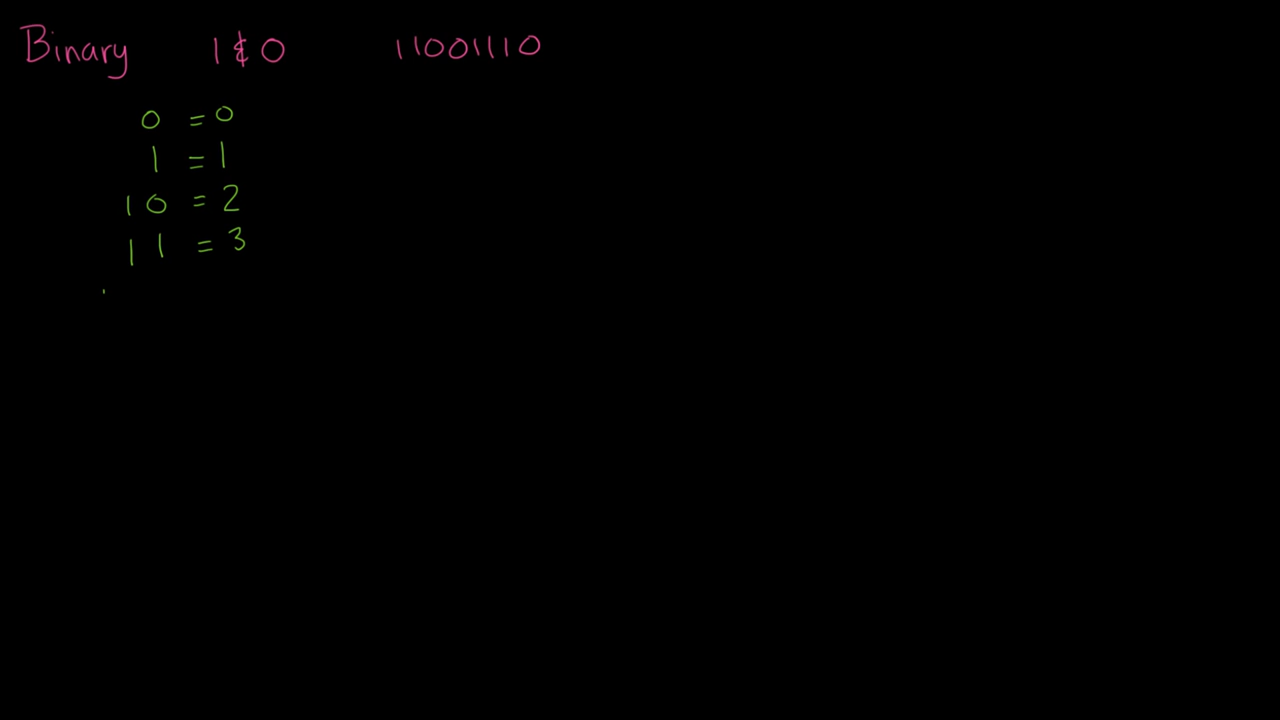 Binary 1 & 0 11001110
0 = 0
1 = 1
10 = 2
11 = 3